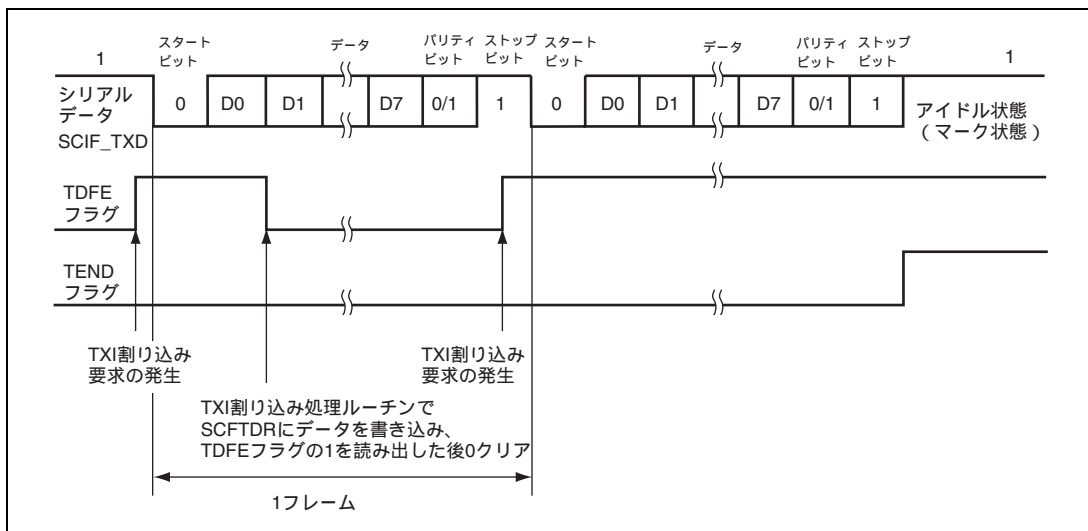 1
スタート
ビット
データ
パリティ
ビット
ストップ
ビット
スタート
ビット
データ
パリティ
ビット
ストップ
ビット
1
シリアル
データ
SCIF_TXD
0 D0 D1 D7 0/1 1 0 D0 D1 D7 0/1 1
アイドル状態
(マーク状態)
TDFE
フラグ
TEND
フラグ
TXI割り込み
要求の発生
TXI割り込み
要求の発生
TXI割り込み処理ルーチンで
SCFTDRにデータを書き込み、
TDFEフラグの1を読み出した後0クリア
1フレーム